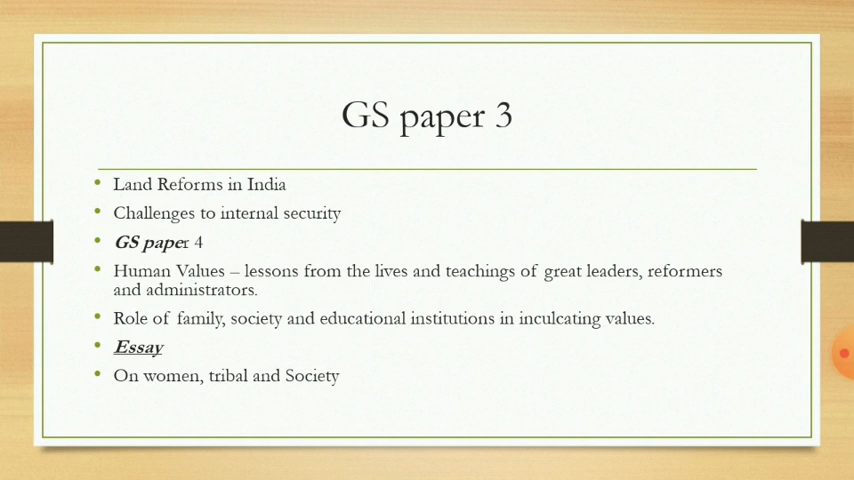 GS paper 3
• Land Reforms in India
• Challenges to internal security
• GS paper 4
• Human Values – lessons from the lives and teachings of great leaders, reformers
and administrators.
• Role of family, society and educational institutions in inculcating values.
• Essay
• On women, tribal and Society